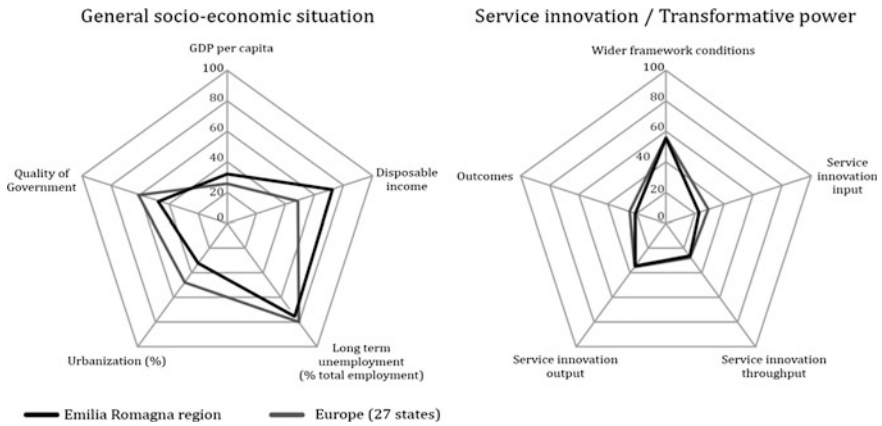 General socio-economic situation
GDP per capita
100
80
60
40
20
0
Quality of
Government
Disposable
income
Urbanization (%)
Long term
unemployment
(% total employment)
Service innovation / Transformative power
Wider framework conditions
100
80
60
40
20
0
Outcomes
Service
innovation
input
Service innovation
output
Service innovation
throughput
Emilia Romagna region
Europe (27 states)